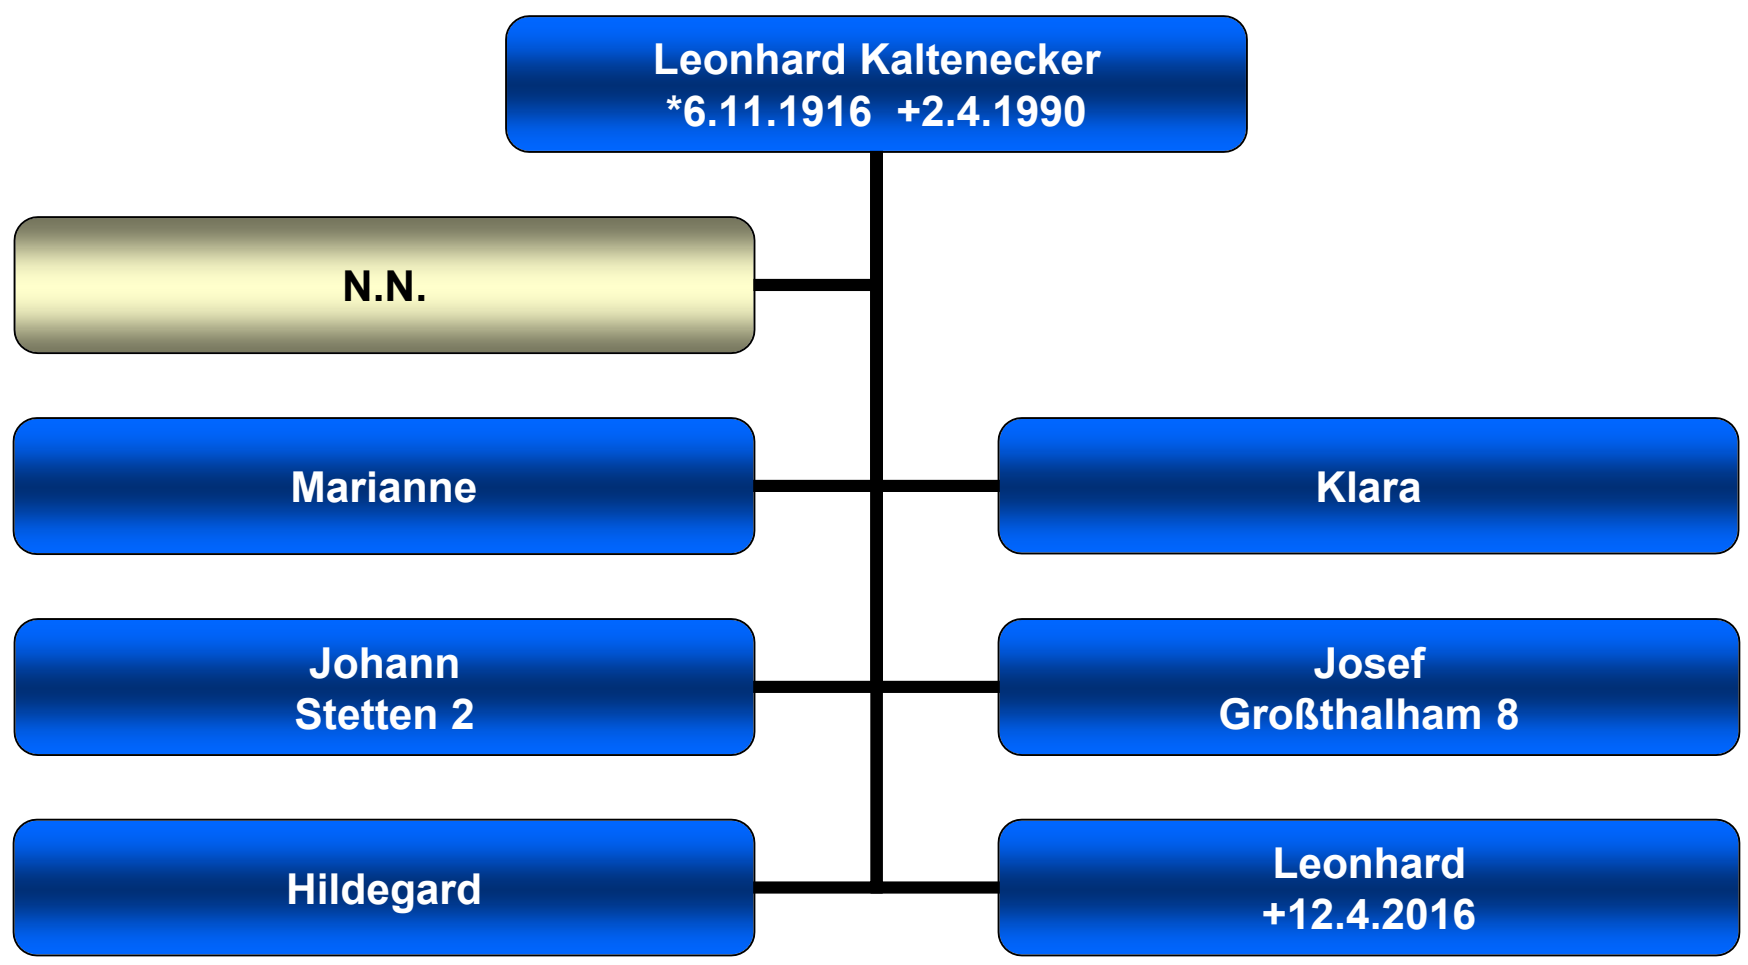 Leonhard Kaltenecker
*6.11.1916  +2.4.1990
N.N.
Marianne
Klara
Johann
Stetten 2
Josef
Großthalham 8
Hildegard
Leonhard
+12.4.2016